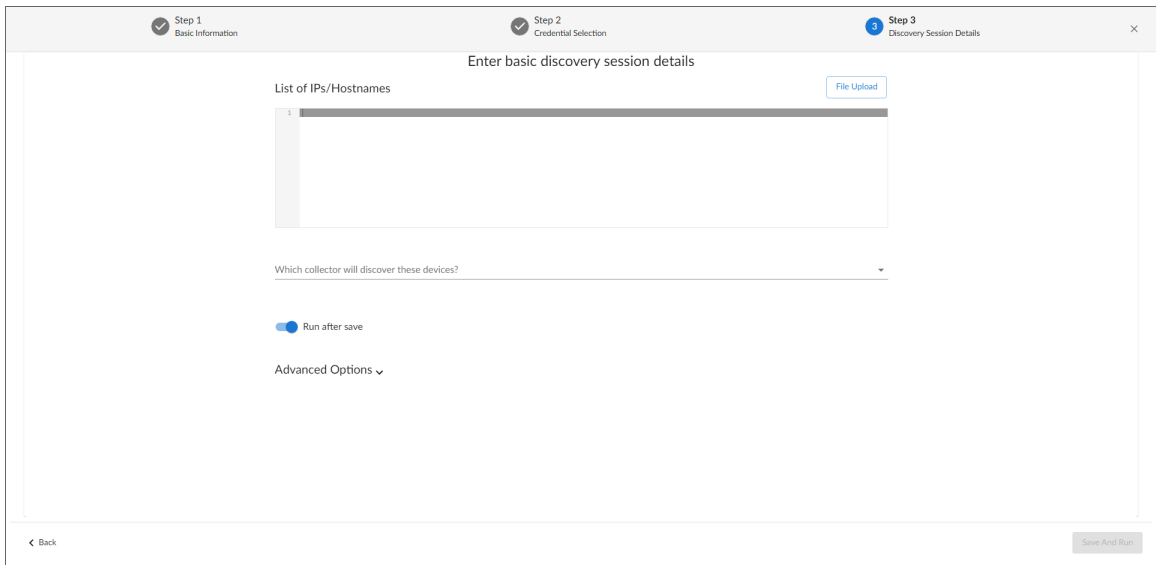 Step 1
Basic Information
Step 2
Credential Selection
3
Step 3
Discovery Session Details
Enter basic discovery session details
List of IPs/Hostnames
File Upload
1
Which collector will discover these devices?
Run after save
Advanced Options
Back
Save And Run